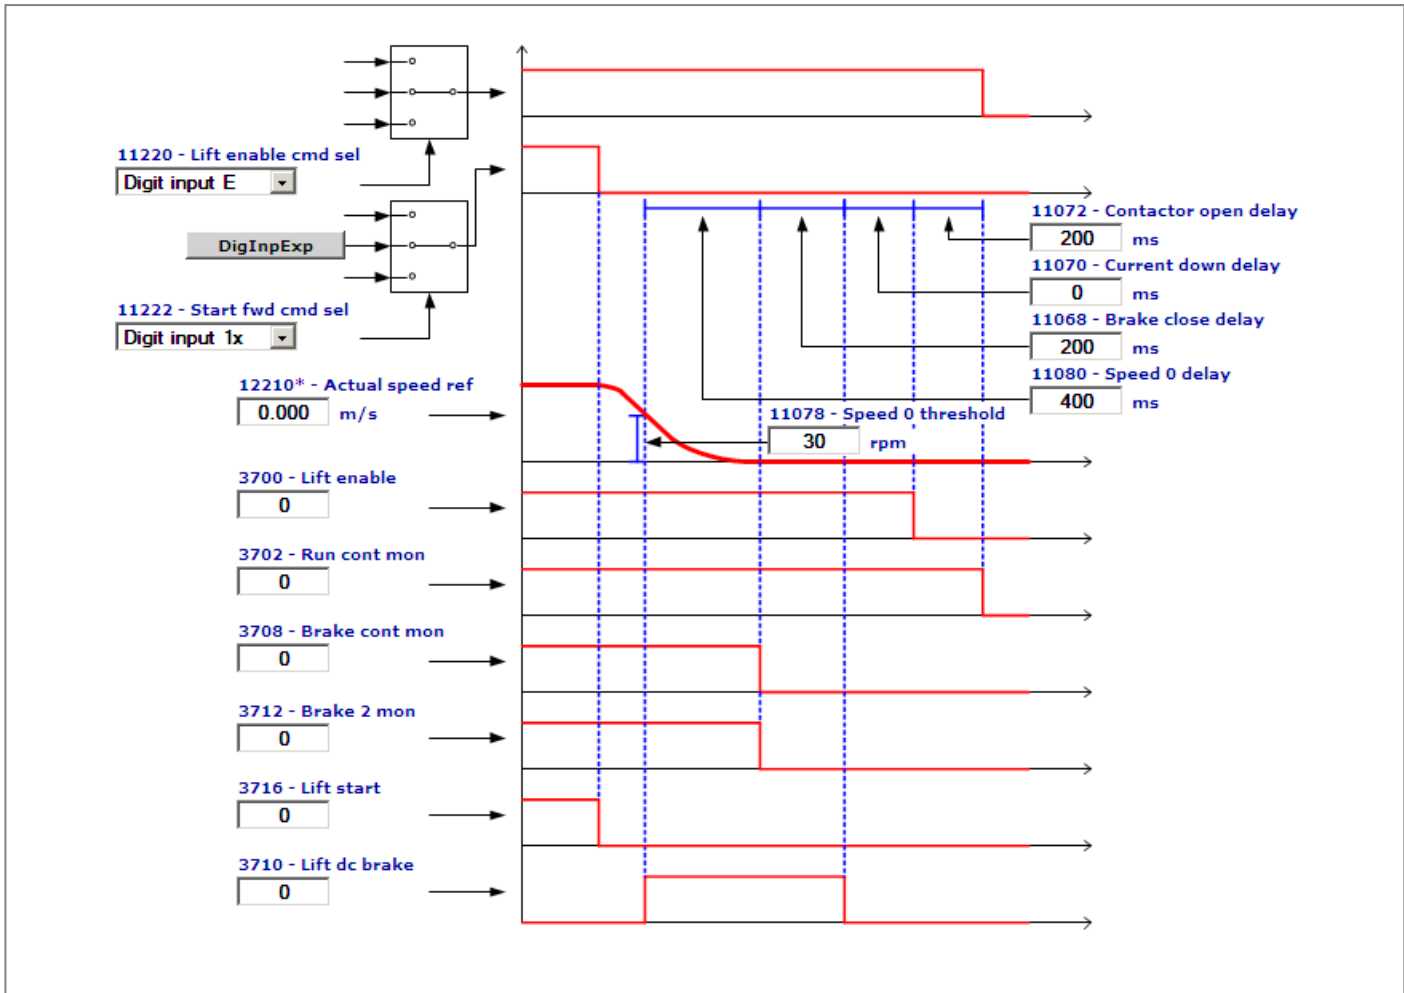 11220 - Lift enable cmd sel
Digit input E
DigInpExp
11222 - Start fwd cmd sel
Digit input 1x
11072 - Contactor open delay
200 ms
11070 - Current down delay
0 ms
11068 - Brake close delay
200 ms
11080 - Speed 0 delay
400 ms
12210* - Actual speed ref
0.000 m/s
11078 - Speed 0 threshold
30 rpm
3700 - Lift enable
0
3702 - Run cont mon
0
3708 - Brake cont mon
0
3712 - Brake 2 mon
0
3716 - Lift start
0
3710 - Lift dc brake
0